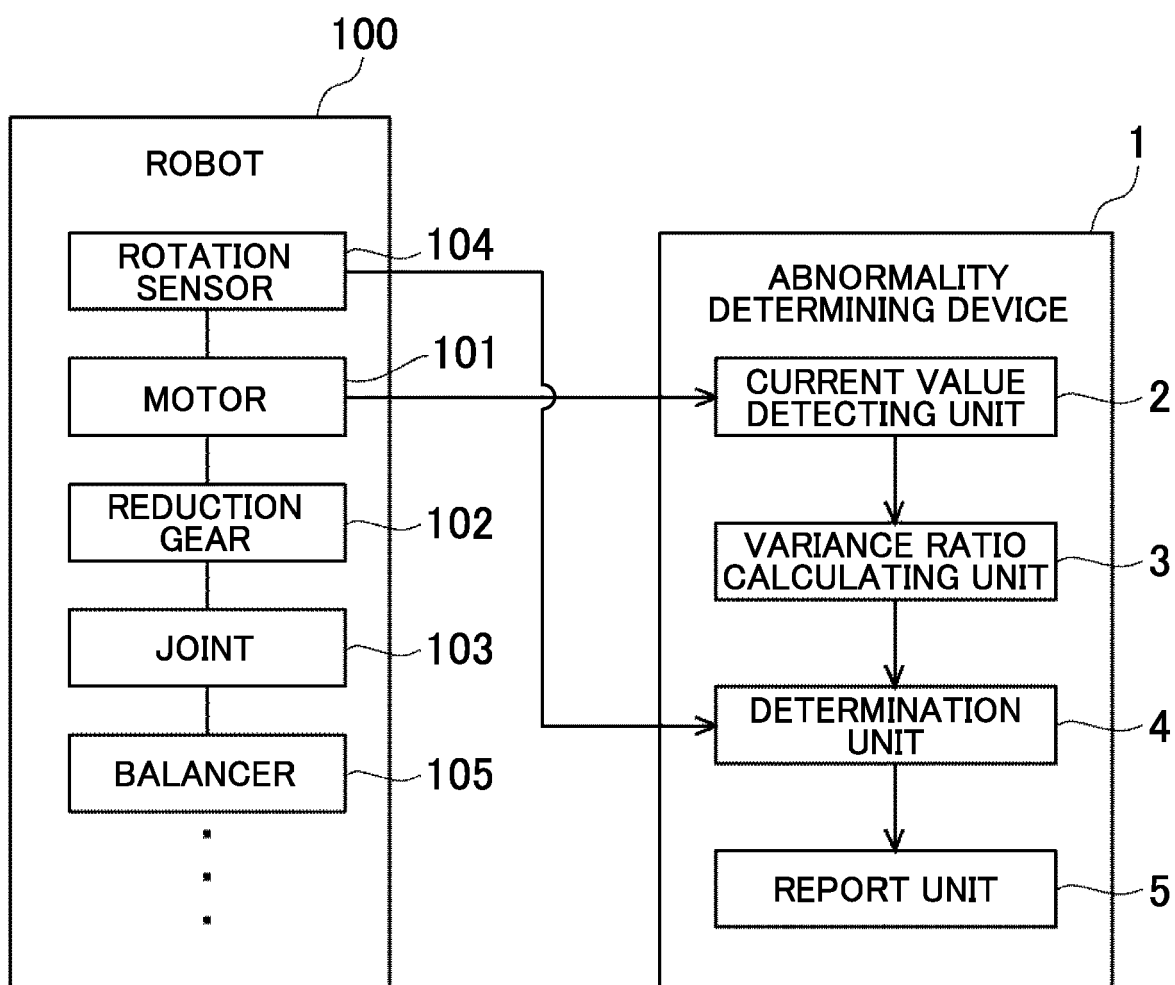 100
ROBOT
ROTATION
SENSOR
104
MOTOR
101
REDUCTION
GEAR
102
JOINT
103
BALANCER
105
1
ABNORMALITY
DETERMINING DEVICE
CURRENT VALUE
DETECTING UNIT
2
VARIANCE RATIO
CALCULATING UNIT
3
DETERMINATION
UNIT
4
REPORT UNIT
5